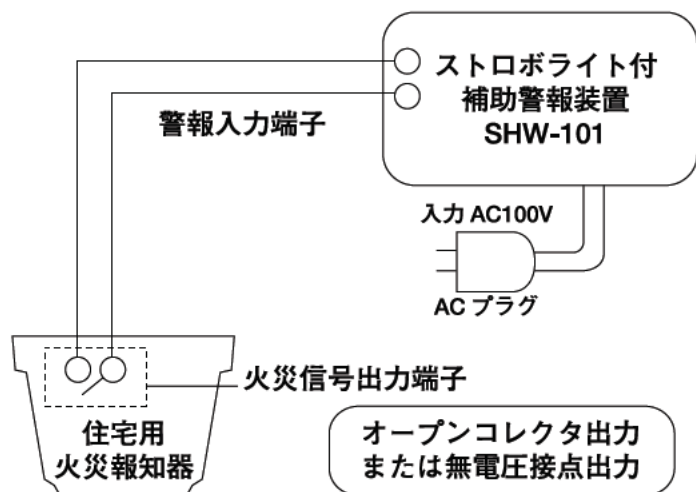 ストロボライト付
補助警報装置
SHW-101
警報入力端子
入力 AC100V
AC プラグ
火災信号出力端子
住宅用
火災報知器
オープンコレクタ出力
または無電圧接点出力